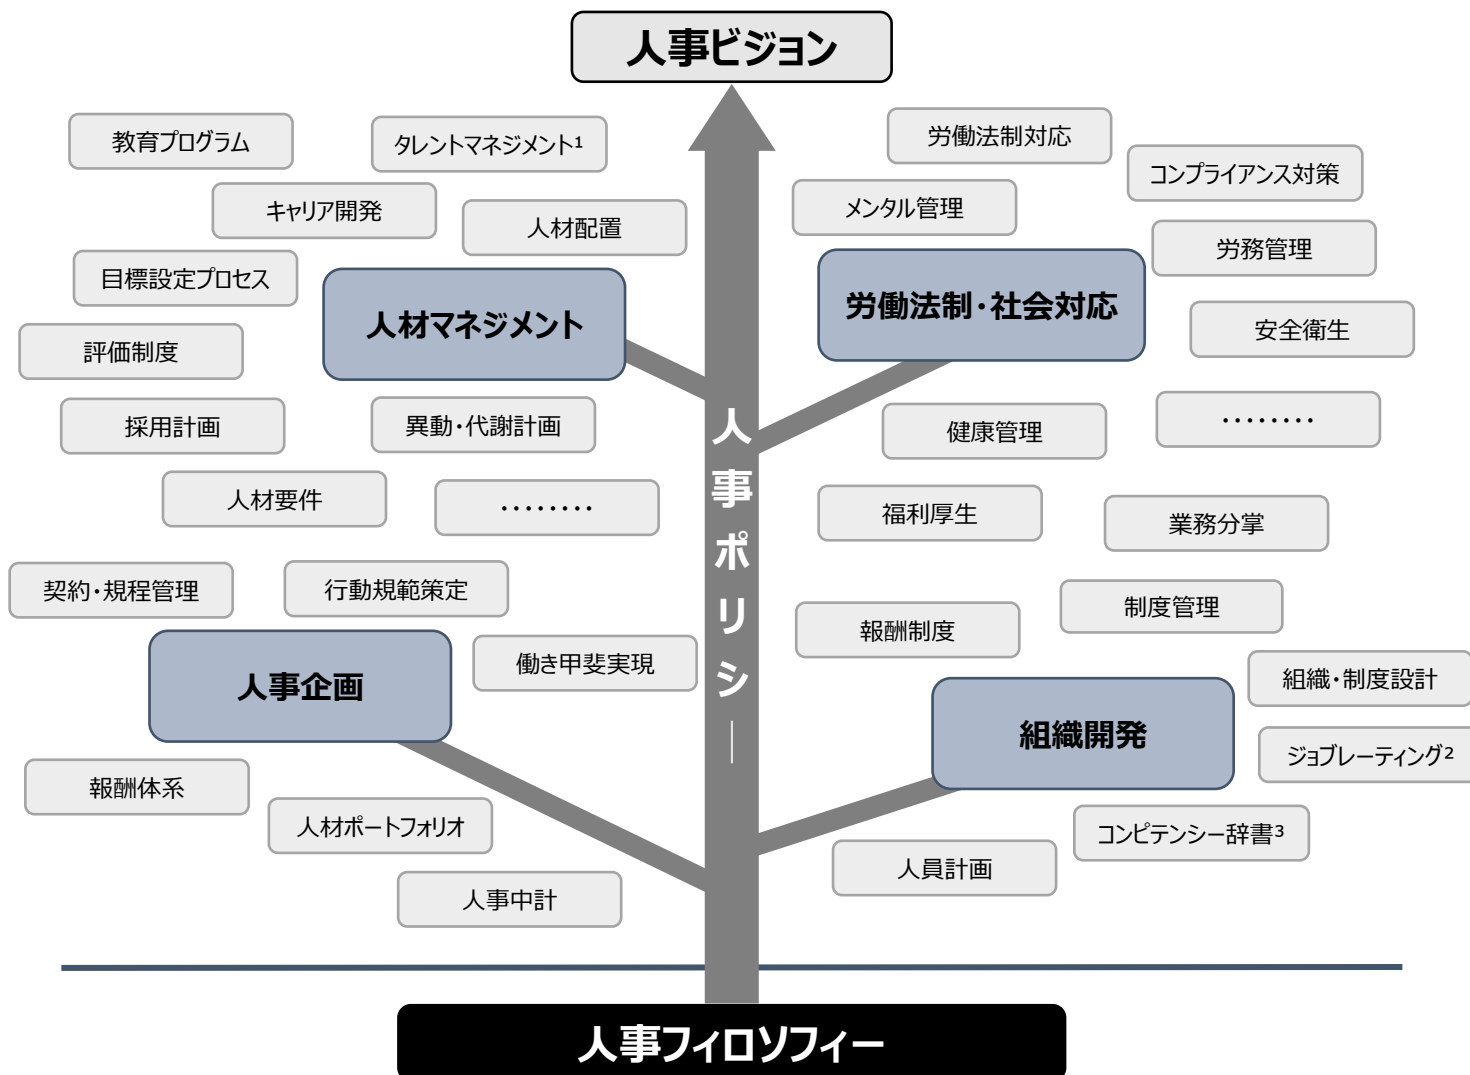 人事ビジョン
教育プログラム
タレントマネジメント¹
キャリア開発
人材配置
目標設定プロセス
人材マネジメント
評価制度
採用計画
異動・代謝計画
人材要件
‥‥‥‥
労働法制対応
コンプライアンス対策
メンタル管理
労務管理
労働法制・社会対応
安全衛生
健康管理
‥‥‥‥
福利厚生
業務分掌
人事ポリシー
契約・規程管理
行動規範策定
働き甲斐実現
人事企画
報酬体系
人材ポートフォリオ
人事中計
制度管理
報酬制度
組織・制度設計
組織開発
ジョブレーティング²
コンピテンシー辞書³
人員計画
人事フィロソフィー